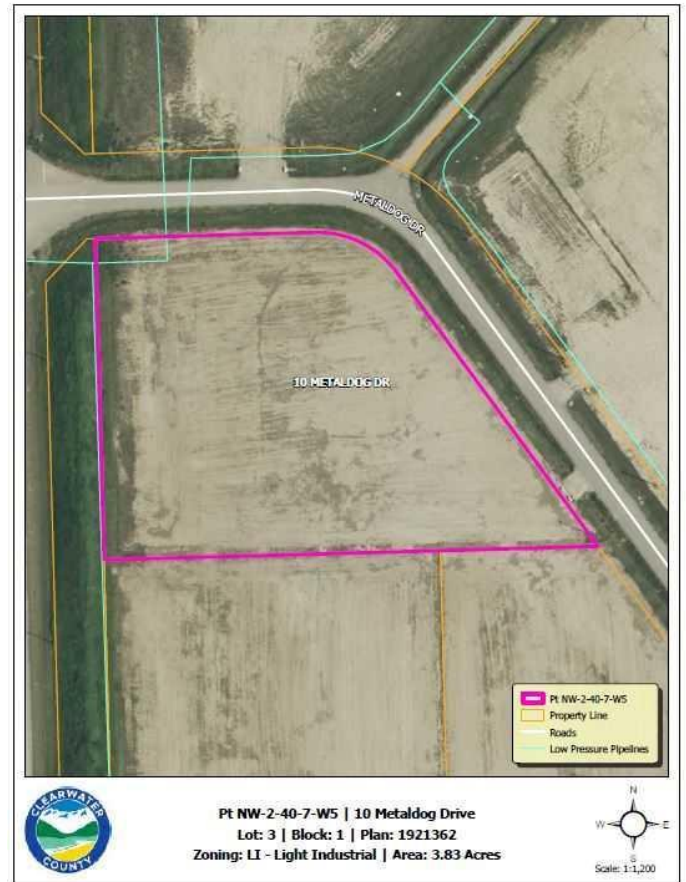 METALDOG DR
10 METALDOG DR
Pt NW-2-40-7-W5
Property Line
Roads
Low Pressure Pipelines
CLEARWATER
COUNTY
Pt NW-2-40-7-W5 | 10 Metaldog Drive
Lot: 3 | Block: 1 | Plan: 1921362
Zoning: LI - Light Industrial | Area: 3.83 Acres
N
W
E
S
Scale: 1:1,200